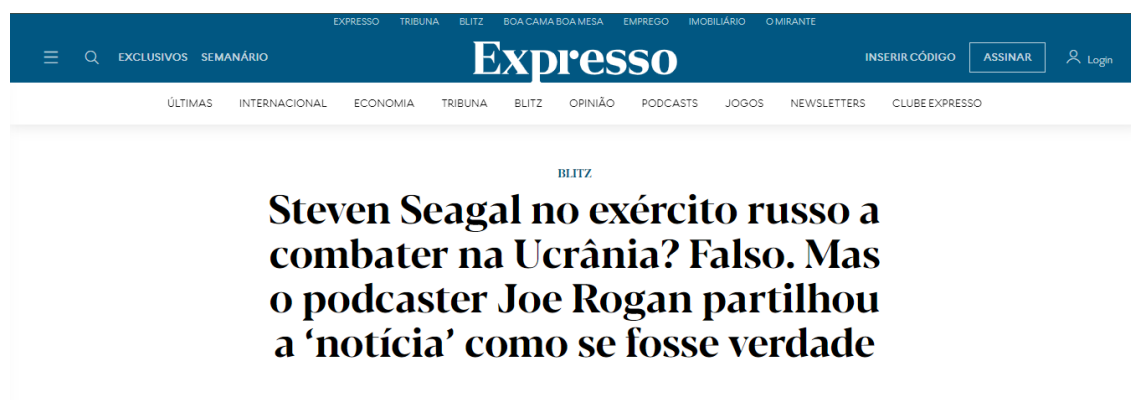 EXPRESSO TRIBUNA BLITZ BOA CAMA BOA MESA EMPREGO IMOBILIÁRIO O MIRANTE
EXCLUSIVOS SEMANÁRIO Expresso INSERIR CÓDIGO ASSINAR Login
ÚLTIMAS INTERNACIONAL ECONOMIA TRIBUNA BLITZ OPINIÃO PODCASTS JOGOS NEWSLETTERS CLUBE EXPRESSO
BLITZ
Steven Seagal no exército russo a
combater na Ucrânia? Falso. Mas
o podcaster Joe Rogan partilhou
a ‘notícia’ como se fosse verdade